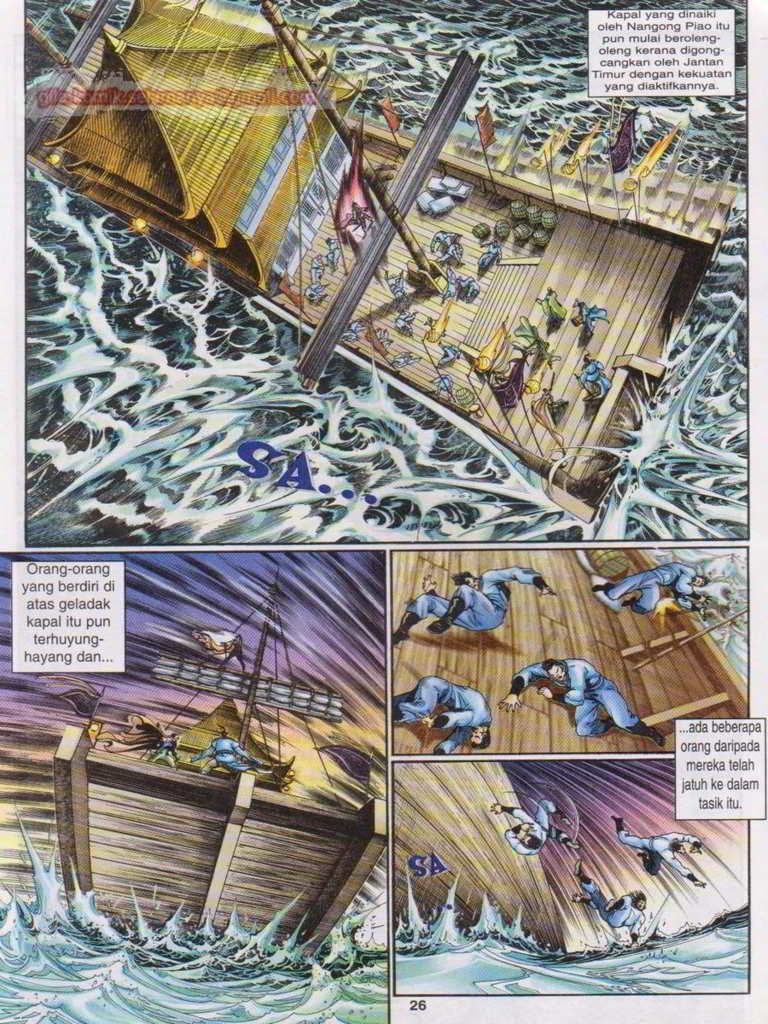 Kapal yang dinaiki
oleh Nangong Piao itu
pun mulai beroleng-
oleng kerana digong-
cangkan oleh Jantan
Timur dengan kekuatan
yang diaktifkannya.
SA...
Orang-orang
yang berdiri di
atas geladak
kapal itu pun
terhuyung-
hayang dan...
...ada beberapa
orang daripada
mereka telah
jatuh ke dalam
tasik itu.
SA
...
26